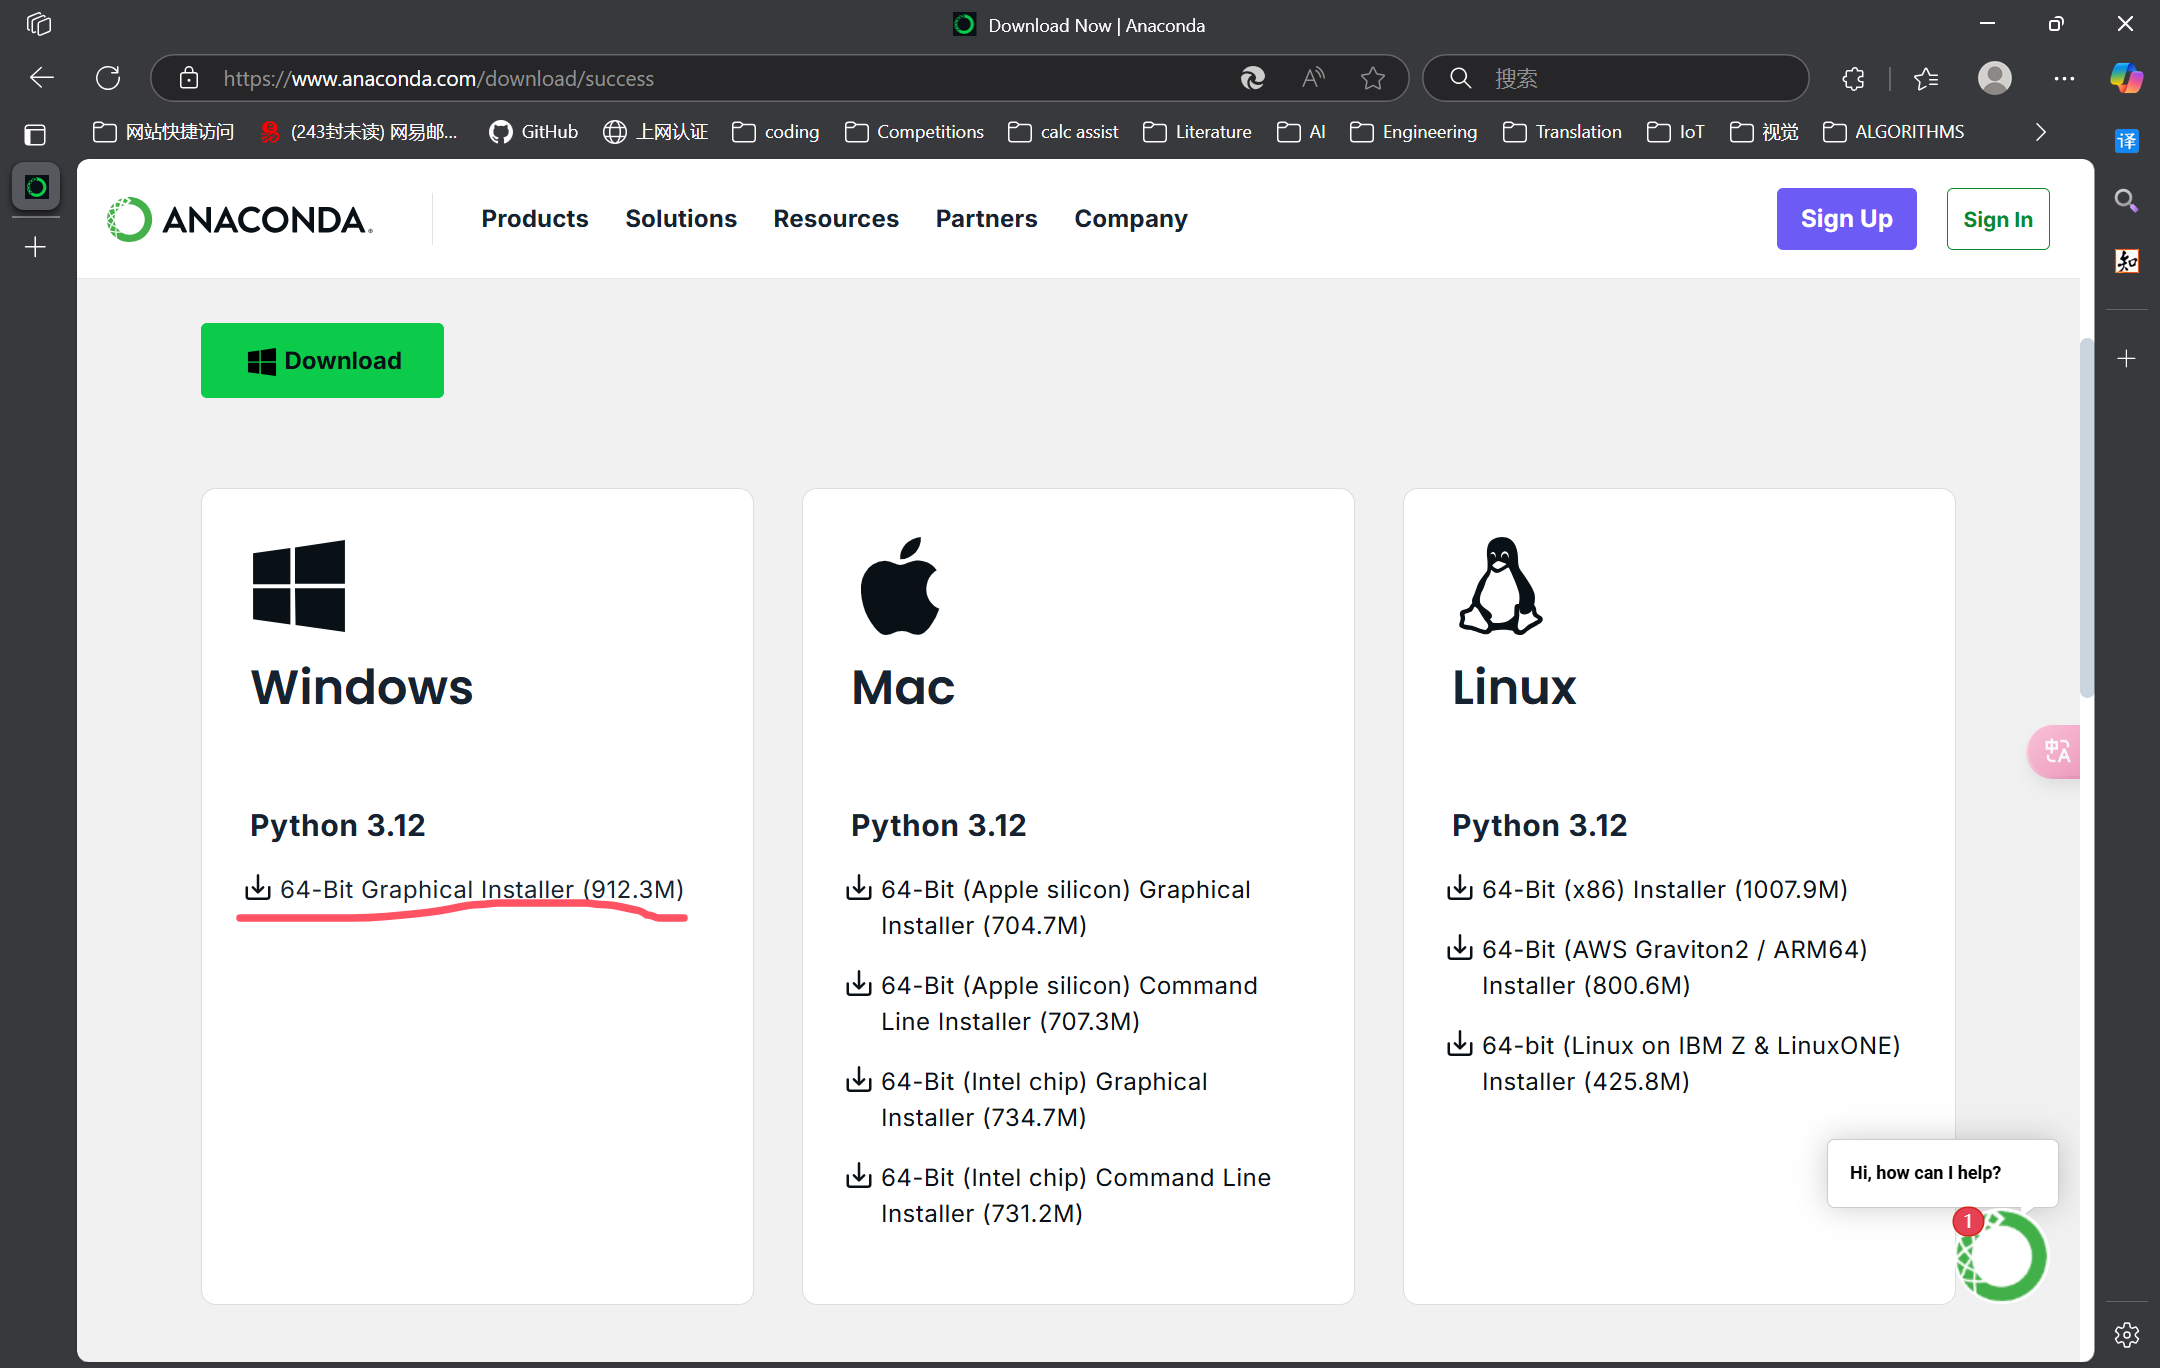 Download Now | Anaconda
https://www.anaconda.com/download/success
搜索
网站快捷访问
(243封未读) 网易邮...
GitHub
上网认证
coding
Competitions
calc assist
Literature
AI
Engineering
Translation
IoT
视觉
ALGORITHMS
译
知
ANACONDA.
Products
Solutions
Resources
Partners
Company
Sign Up
Sign In
Download
Windows
Python 3.12
64-Bit Graphical Installer (912.3M)
Mac
Python 3.12
64-Bit (Apple silicon) Graphical
Installer (704.7M)
64-Bit (Apple silicon) Command
Line Installer (707.3M)
64-Bit (Intel chip) Graphical
Installer (734.7M)
64-Bit (Intel chip) Command Line
Installer (731.2M)
Linux
Python 3.12
64-Bit (x86) Installer (1007.9M)
64-Bit (AWS Graviton2 / ARM64)
Installer (800.6M)
64-bit (Linux on IBM Z & LinuxONE)
Installer (425.8M)
中A
Hi, how can I help?
1